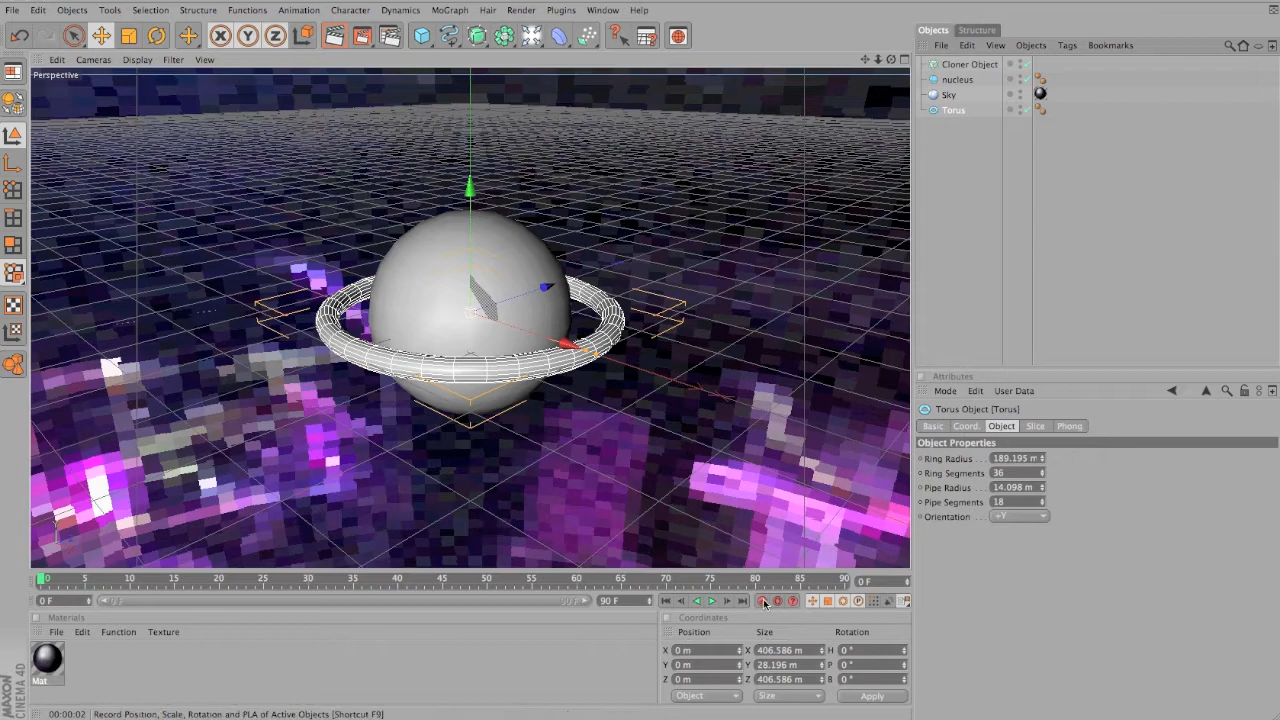 File Edit Objects Tools Selection Structure Functions Animation Character Dynamics MoGraph Hair Render Plugins Window Help
Objects Structure
File Edit View Objects Tags Bookmarks
Edit Cameras Display Filter View
Perspective
Cloner Object
nucleus
Sky
Torus
Attributes
Mode Edit User Data
Torus Object [Torus]
Basic Coord. Object Slice Phong
Object Properties
Ring Radius . . . 189.195 m
Ring Segments 36
Pipe Radius . . . 14.098 m
Pipe Segments 18
Orientation . . . +Y
0 5 10 15 20 25 30 35 40 45 50 55 60 65 70 75 80 85 90 0 F
0 F 0 F 90 F 90 F
Materials
File Edit Function Texture
Mat
Coordinates
Position Size Rotation
X 0 m X 406.586 m H 0 °
Y 0 m Y 28.196 m P 0 °
Z 0 m Z 406.586 m B 0 °
Object Size Apply
MAXON
CINEMA 4D
00:00:02 Record Position, Scale, Rotation and PLA of Active Objects [Shortcut F9]